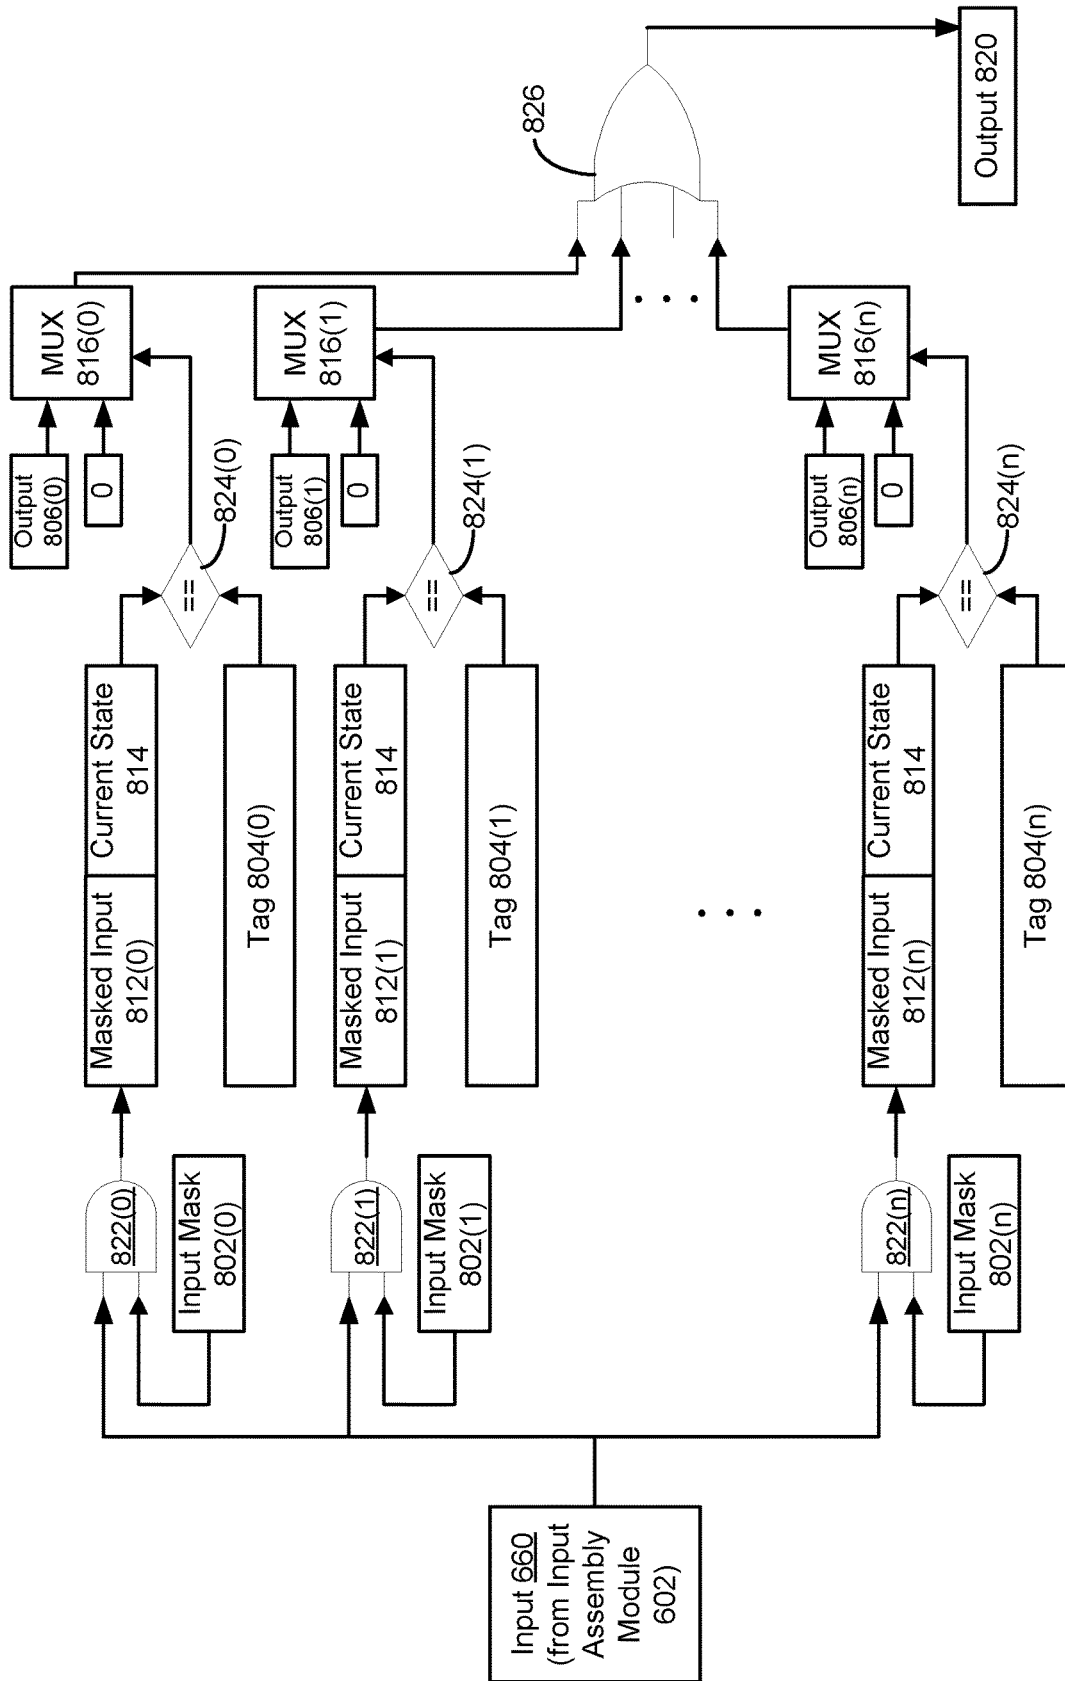 Input 660
(from Input
Assembly
Module
602)
822(0)
Input Mask
802(0)
Masked Input
812(0)
Current State
814
Tag 804(0)
==
824(0)
Output
806(0)
0
MUX
816(0)
822(1)
Input Mask
802(1)
Masked Input
812(1)
Current State
814
Tag 804(1)
==
824(1)
Output
806(1)
0
MUX
816(1)
822(n)
Input Mask
802(n)
Masked Input
812(n)
Current State
814
Tag 804(n)
==
824(n)
Output
806(n)
0
MUX
816(n)
826
Output 820